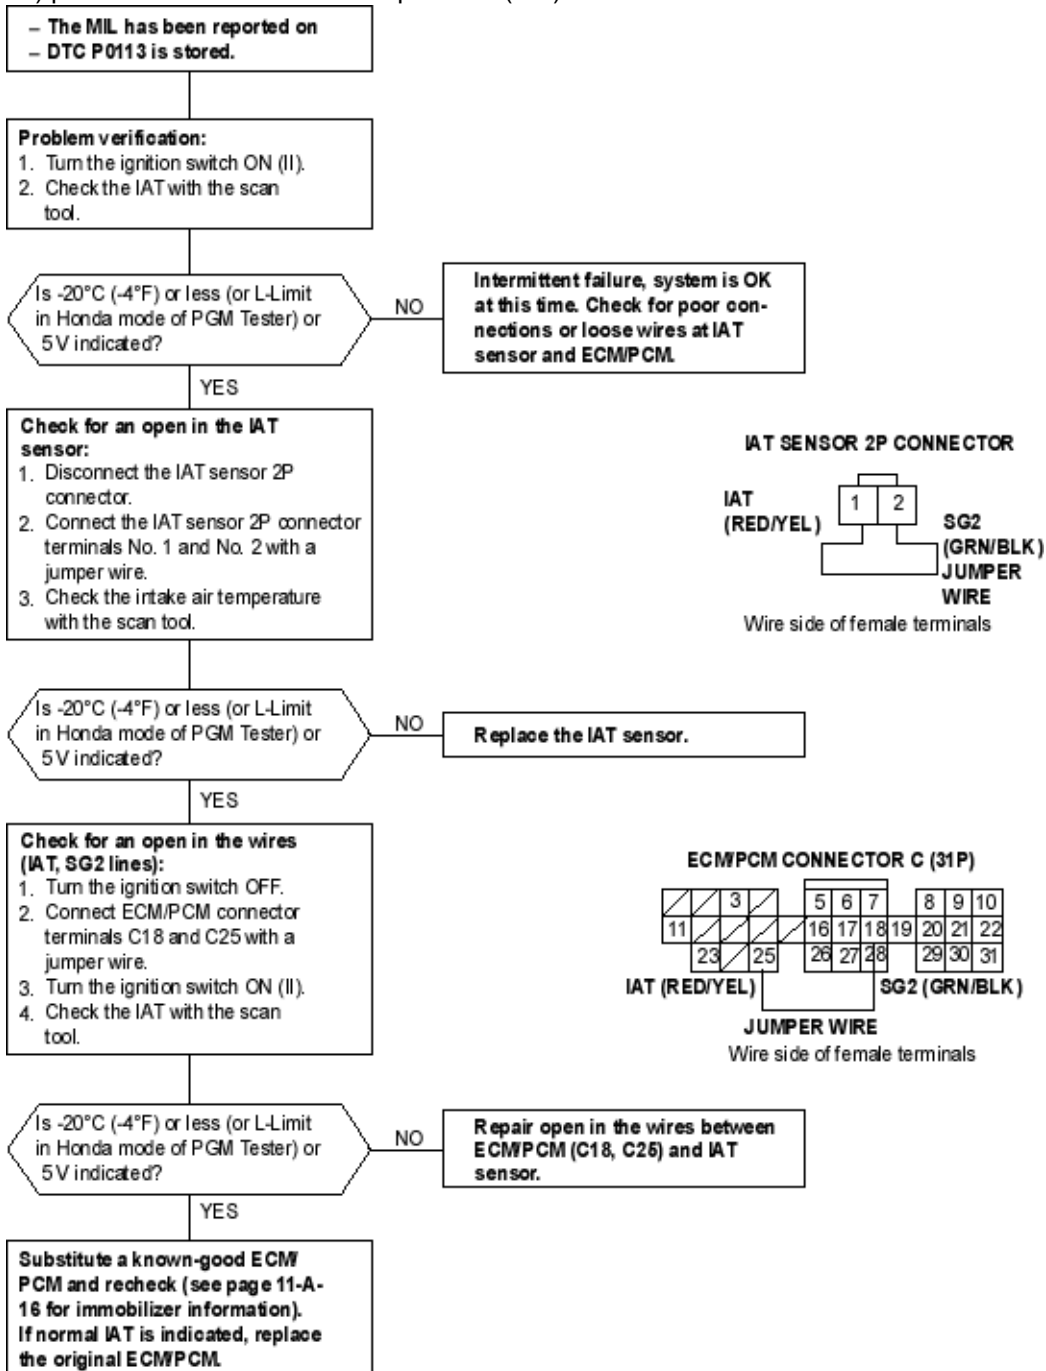 – The MIL has been reported on
– DTC P0113 is stored.
Problem verification:
1. Turn the ignition switch ON (II).
2. Check the IAT with the scan
tool.
Is -20°C (-4°F) or less (or L-Limit
in Honda mode of PGM Tester) or
5V indicated?
NO
Intermittent failure, system is OK
at this time. Check for poor con-
nections or loose wires at IAT
sensor and ECM/PCM.
YES
Check for an open in the IAT
sensor:
1. Disconnect the IAT sensor 2P
connector.
2. Connect the IAT sensor 2P connector
terminals No. 1 and No. 2 with a
jumper wire.
3. Check the intake air temperature
with the scan tool.
IAT SENSOR 2P CONNECTOR
IAT
(RED/YEL)
1 2
SG2
(GRN/BLK)
JUMPER
WIRE
Wire side of female terminals
Is -20°C (-4°F) or less (or L-Limit
in Honda mode of PGM Tester) or
5V indicated?
NO
Replace the IAT sensor.
YES
Check for an open in the wires
(IAT, SG2 lines):
1. Turn the ignition switch OFF.
2. Connect ECM/PCM connector
terminals C18 and C25 with a
jumper wire.
3. Turn the ignition switch ON (II).
4. Check the IAT with the scan
tool.
ECM/PCM CONNECTOR C (31P)
3 5 6 7 8 9 10
11 16 17 18 19 20 21 22
23 25 26 27 28 29 30 31
IAT (RED/YEL)
SG2 (GRN/BLK)
JUMPER WIRE
Wire side of female terminals
Is -20°C (-4°F) or less (or L-Limit
in Honda mode of PGM Tester) or
5V indicated?
NO
Repair open in the wires between
ECM/PCM (C18, C25) and IAT
sensor.
YES
Substitute a known-good ECM/
PCM and recheck (see page 11-A-
16 for immobilizer information).
If normal IAT is indicated, replace
the original ECM/PCM.